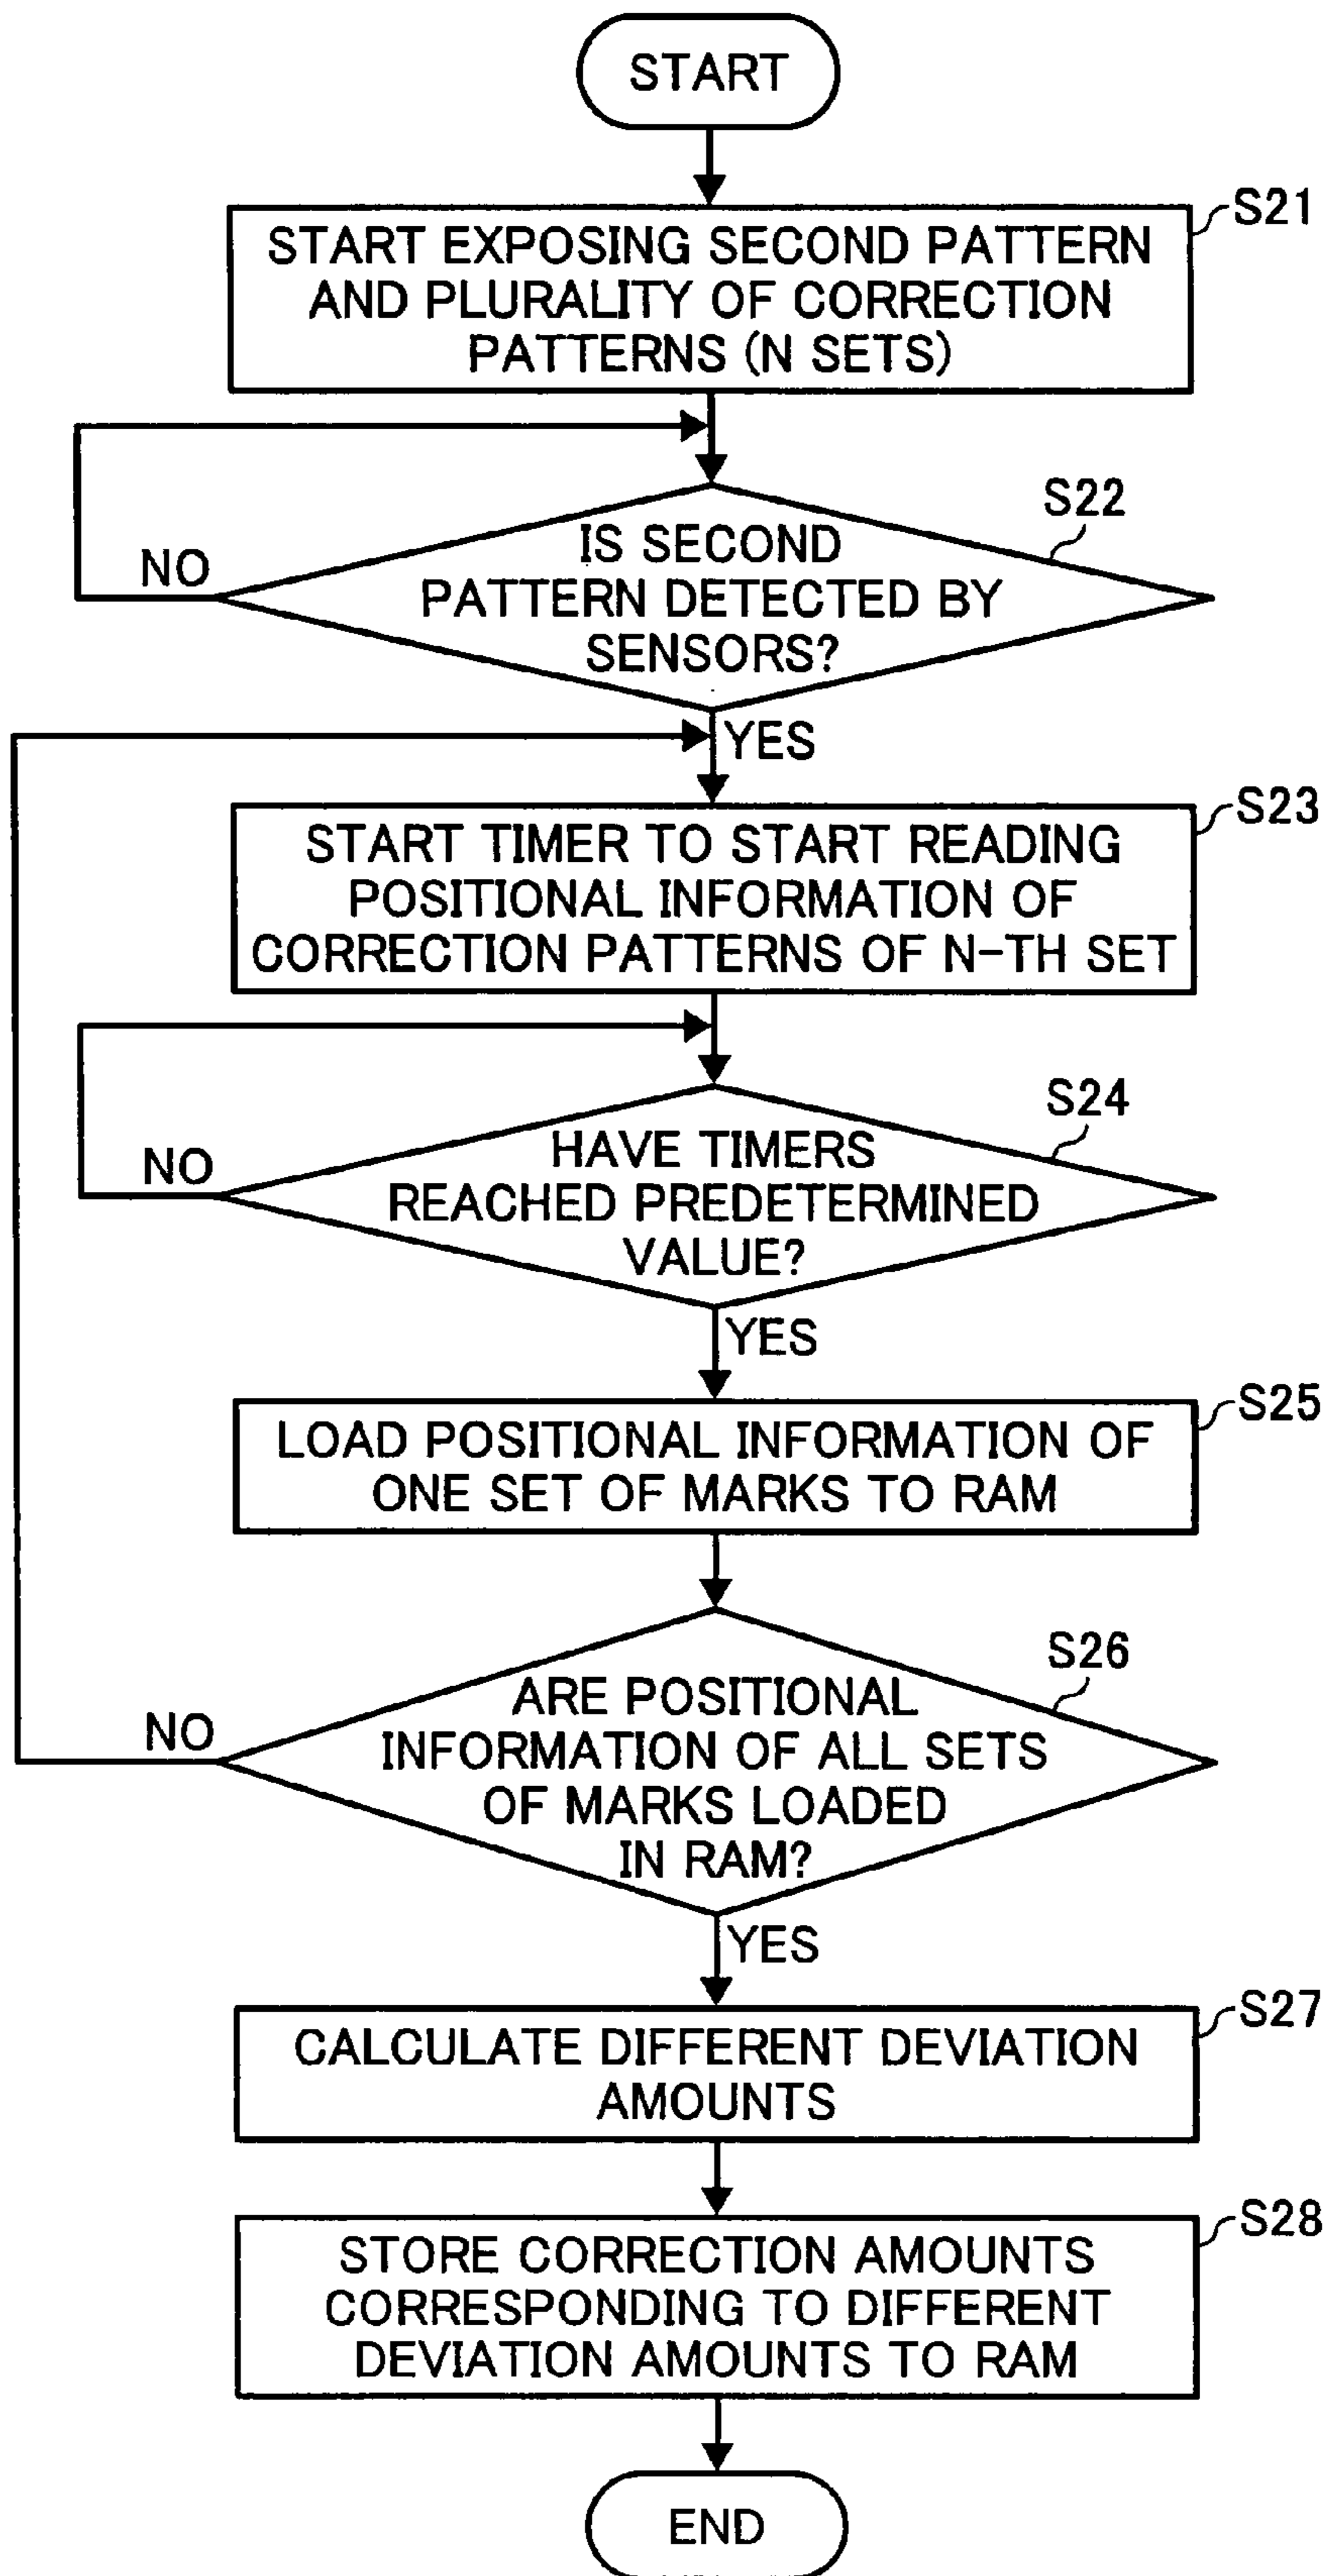 START
S21
START EXPOSING SECOND PATTERN
AND PLURALITY OF CORRECTION
PATTERNS (N SETS)
S22
IS SECOND
PATTERN DETECTED BY
SENSORS?
NO
YES
S23
START TIMER TO START READING
POSITIONAL INFORMATION OF
CORRECTION PATTERNS OF N-TH SET
S24
HAVE TIMERS
REACHED PREDETERMINED
VALUE?
NO
YES
S25
LOAD POSITIONAL INFORMATION OF
ONE SET OF MARKS TO RAM
S26
ARE POSITIONAL
INFORMATION OF ALL SETS
OF MARKS LOADED
IN RAM?
NO
YES
S27
CALCULATE DIFFERENT DEVIATION
AMOUNTS
S28
STORE CORRECTION AMOUNTS
CORRESPONDING TO DIFFERENT
DEVIATION AMOUNTS TO RAM
END